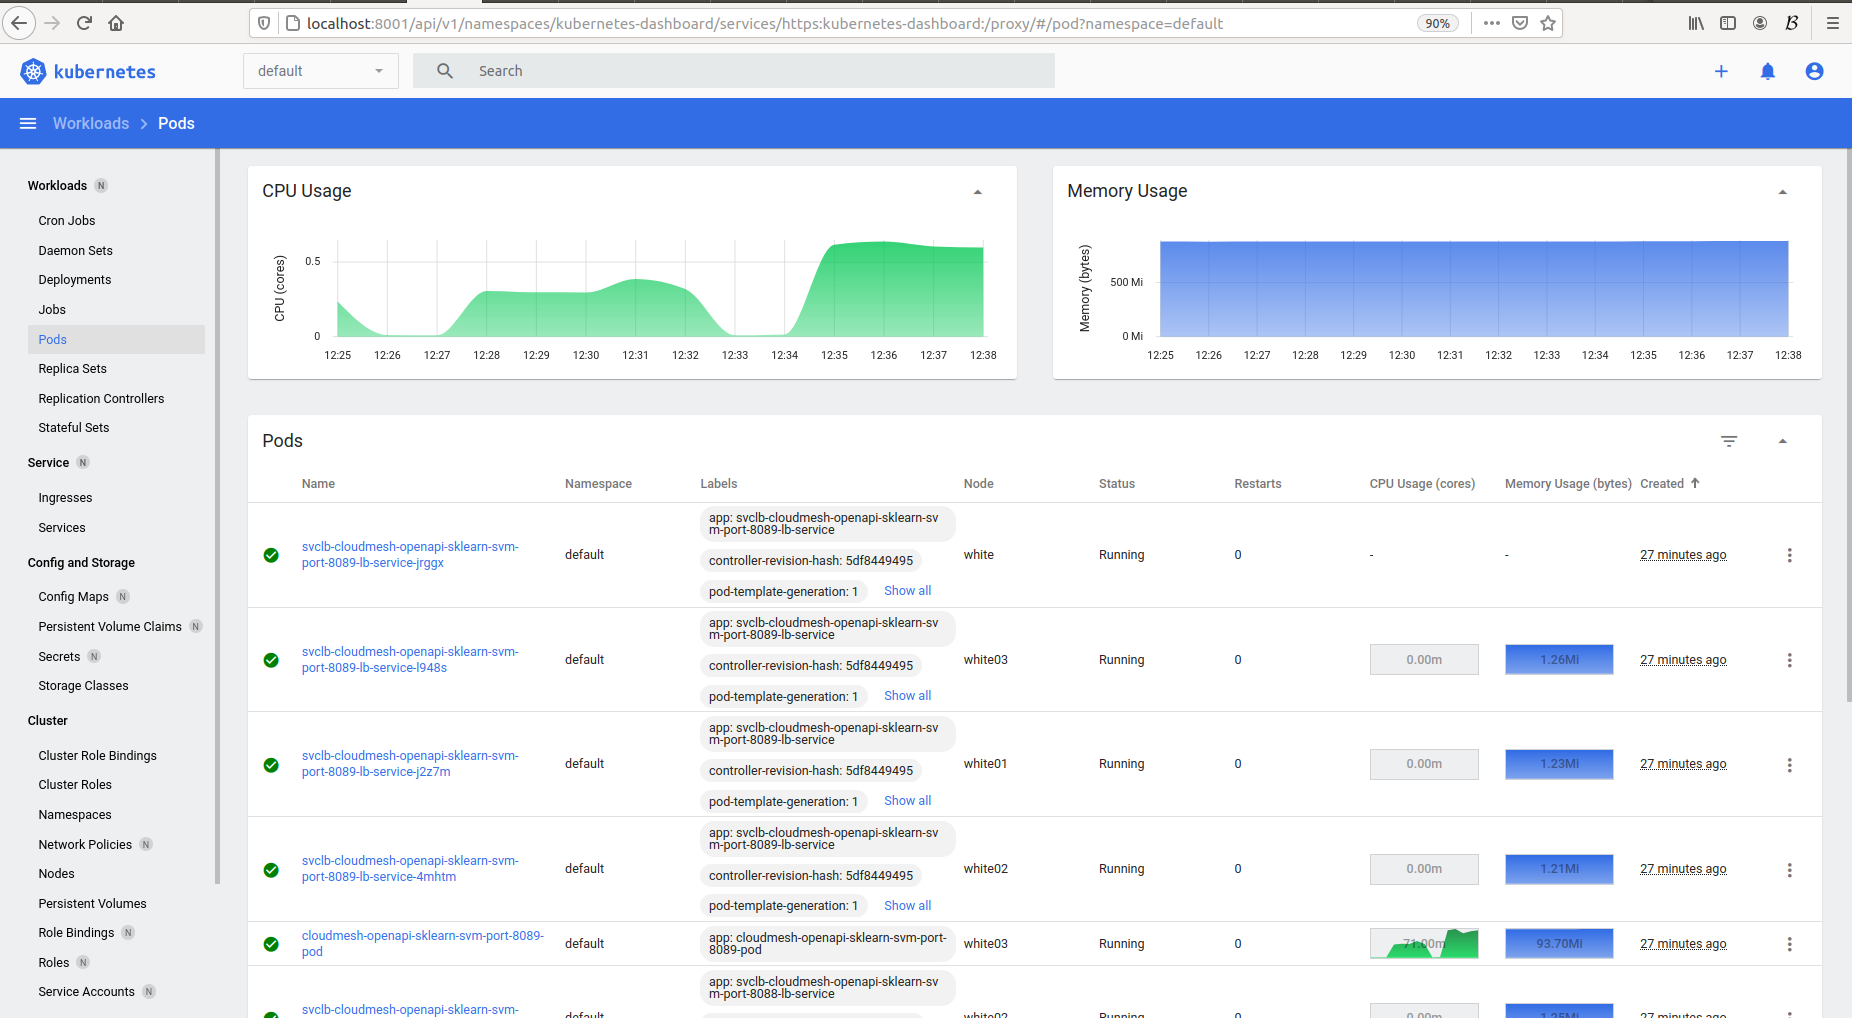 localhost:8001/api/v1/namespaces/kubernetes-dashboard/services/https:kubernetes-dashboard:/proxy/#/pod?namespace=default
90%
kubernetes
default
Search
Workloads > Pods
Workloads N
Cron Jobs
Daemon Sets
Deployments
Jobs
Pods
Replica Sets
Replication Controllers
Stateful Sets
Service N
Ingresses
Services
Config and Storage
Config Maps N
Persistent Volume Claims N
Secrets N
Storage Classes
Cluster
Cluster Role Bindings
Cluster Roles
Namespaces
Network Policies N
Nodes
Persistent Volumes
Role Bindings N
Roles N
Service Accounts N
CPU Usage
CPU (cores)
0.5
0
12:25 12:26 12:27 12:28 12:29 12:30 12:31 12:32 12:33 12:34 12:35 12:36 12:37 12:38
Memory Usage
Memory (bytes)
500 Mi
0 Mi
12:25 12:26 12:27 12:28 12:29 12:30 12:31 12:32 12:33 12:34 12:35 12:36 12:37 12:38
Pods
Name Namespace Labels Node Status Restarts CPU Usage (cores) Memory Usage (bytes) Created
svclb-cloudmesh-openapi-sklearn-svm-
port-8089-lb-service-jrggx
default
app: svclb-cloudmesh-openapi-sklearn-sv
m-port-8089-lb-service
controller-revision-hash: 5df8449495
pod-template-generation: 1 Show all
white Running 0 - - 27 minutes ago
svclb-cloudmesh-openapi-sklearn-svm-
port-8089-lb-service-l948s
default
app: svclb-cloudmesh-openapi-sklearn-sv
m-port-8089-lb-service
controller-revision-hash: 5df8449495
pod-template-generation: 1 Show all
white03 Running 0 0.00m 1.26Mi 27 minutes ago
svclb-cloudmesh-openapi-sklearn-svm-
port-8089-lb-service-j2z7m
default
app: svclb-cloudmesh-openapi-sklearn-sv
m-port-8089-lb-service
controller-revision-hash: 5df8449495
pod-template-generation: 1 Show all
white01 Running 0 0.00m 1.23Mi 27 minutes ago
svclb-cloudmesh-openapi-sklearn-svm-
port-8089-lb-service-4mhtm
default
app: svclb-cloudmesh-openapi-sklearn-sv
m-port-8089-lb-service
controller-revision-hash: 5df8449495
pod-template-generation: 1 Show all
white02 Running 0 0.00m 1.21Mi 27 minutes ago
cloudmesh-openapi-sklearn-svm-port-8089-
pod
default
app: cloudmesh-openapi-sklearn-svm-port-
8089-pod
white03 Running 0 71.00m 93.70Mi 27 minutes ago
svclb-cloudmesh-openapi-sklearn-svm-
default
app: svclb-cloudmesh-openapi-sklearn-sv
m-port-8088-lb-service
white02 Running 0 0.00m 1.25Mi 27 minutes ago